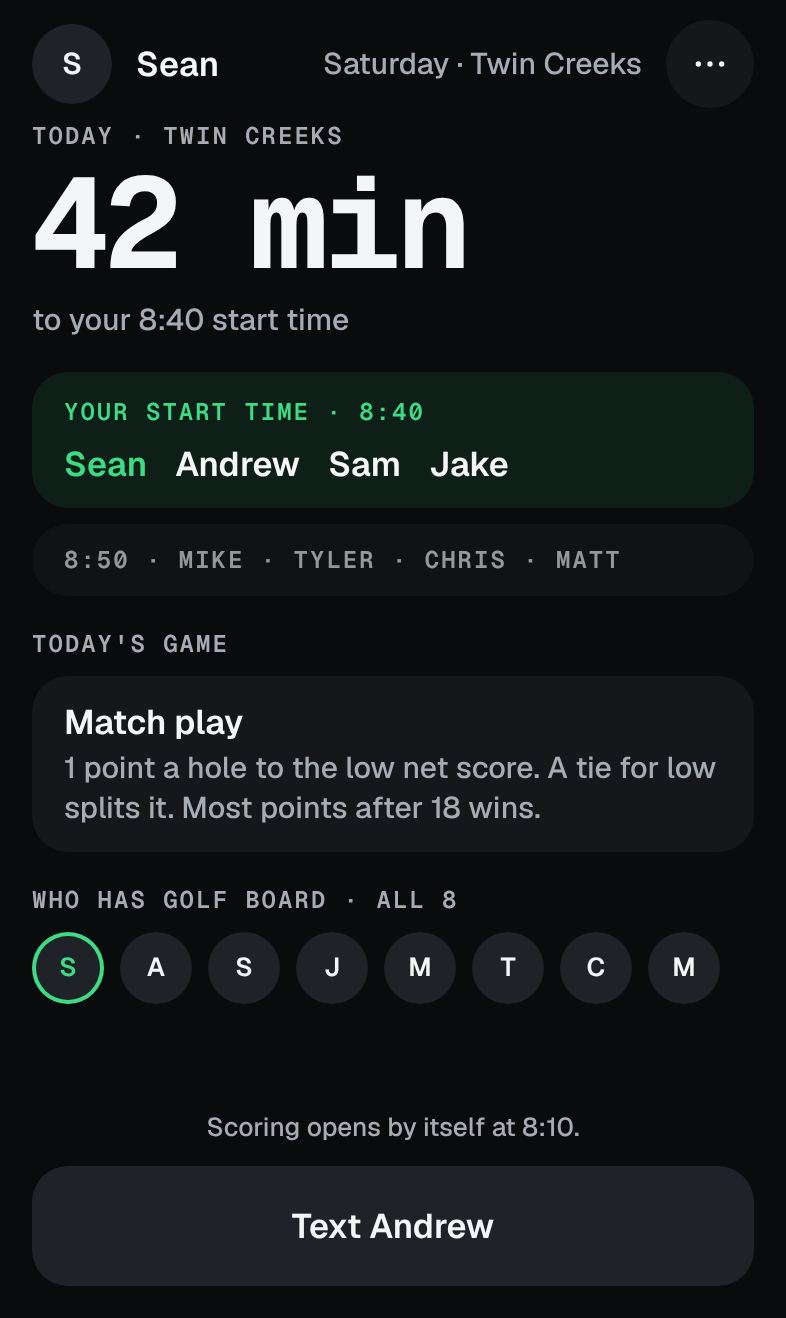 S Sean Saturday · Twin Creeks ...
TODAY · TWIN CREEKS
42 min
to your 8:40 start time
YOUR START TIME · 8:40
Sean Andrew Sam Jake
8:50 · MIKE · TYLER · CHRIS · MATT
TODAY'S GAME
Match play
1 point a hole to the low net score. A tie for low
splits it. Most points after 18 wins.
WHO HAS GOLF BOARD · ALL 8
S A S J M T C M
Scoring opens by itself at 8:10.
Text Andrew